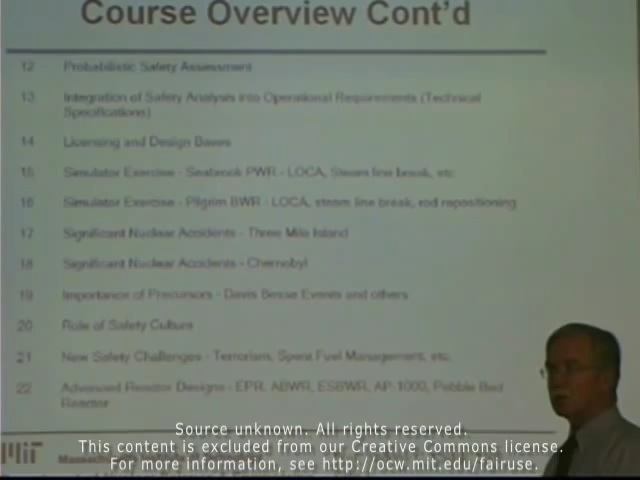 Course Overview Cont'd
12 Probabilistic Safety Assessment
13 Integration of Safety Analysis into Operational Requirements (Technical
Specifications)
14 Licensing and Design Bases
15 Simulator Exercise - Seabrook PWR - LOCA, Steam line break, etc.
16 Simulator Exercise - Pilgrim BWR - LOCA, steam line break, rod repositioning
17 Significant Nuclear Accidents - Three Mile Island
18 Significant Nuclear Accidents - Chernobyl
19 Importance of Precursors - Davis Besse Events and others
20 Role of Safety Culture
21 New Safety Challenges - Terrorism, Spent Fuel Management, etc.
22 Advanced Reactor Designs - EPR, ABWR, ESBWR, AP-1000, Pebble Bed
Reactor
Source unknown. All rights reserved.
This content is excluded from our Creative Commons license.
For more information, see http://ocw.mit.edu/fairuse.
MIT